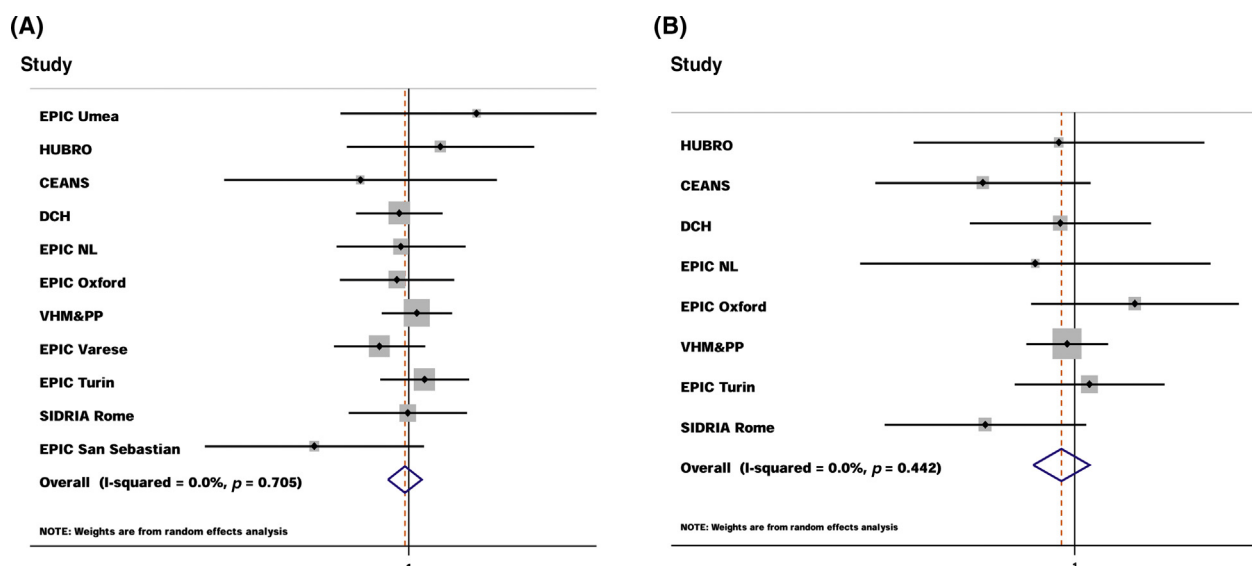 (A)
Study
EPIC Umea
HUBRO
CEANS
DCH
EPIC NL
EPIC Oxford
VHM&PP
EPIC Varese
EPIC Turin
SIDRIA Rome
EPIC San Sebastian
Overall (I-squared = 0.0%, p = 0.705)
NOTE: Weights are from random effects analysis
1
(B)
Study
HUBRO
CEANS
DCH
EPIC NL
EPIC Oxford
VHM&PP
EPIC Turin
SIDRIA Rome
Overall (I-squared = 0.0%, p = 0.442)
NOTE: Weights are from random effects analysis
1